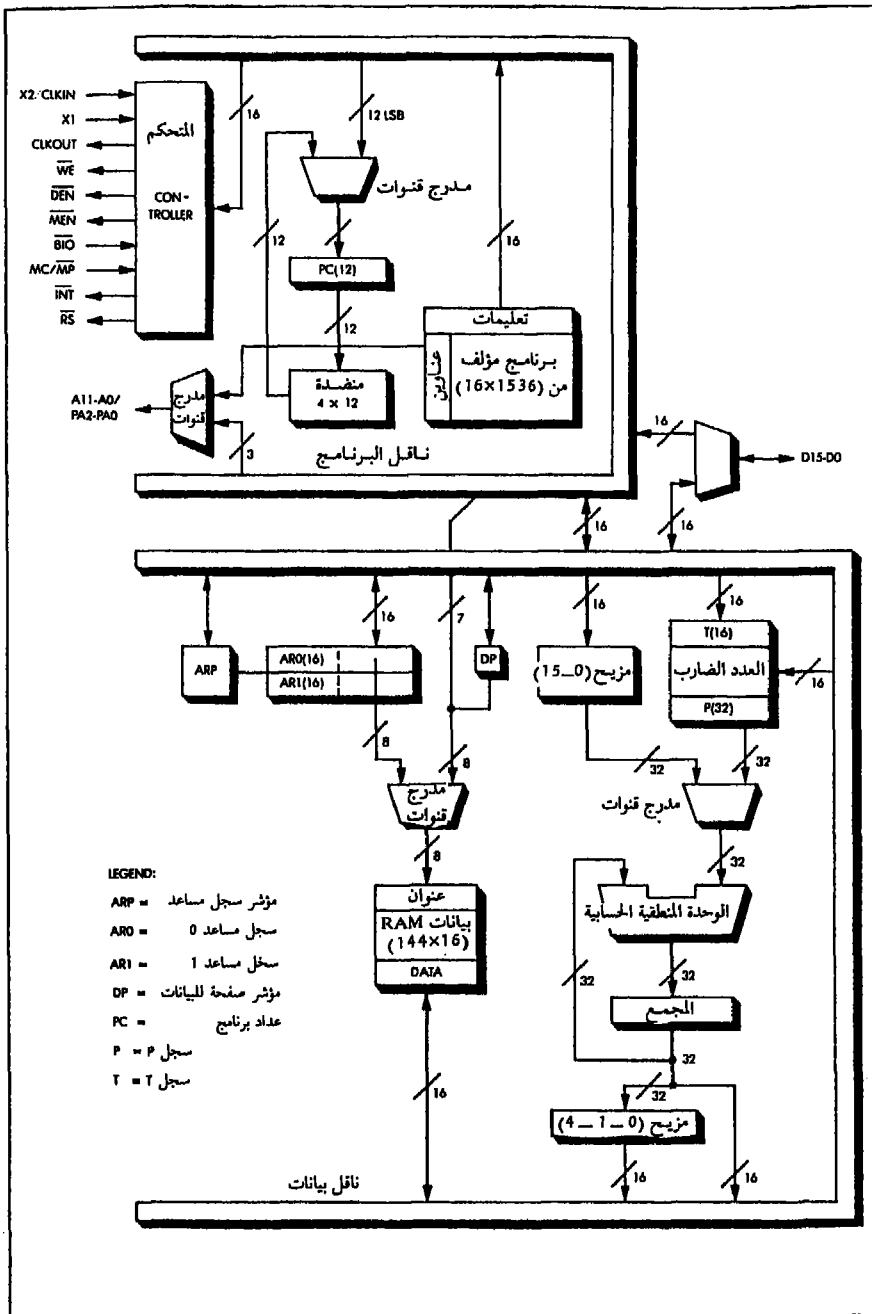 X2/CLKIN
X1
CLKOUT
WE
DEN
MEN
BIO
MC/MP
INT
RS
المتحكم
CON-
TROLLER
16
12 LSB
مدرج قنوات
12
PC(12)
12
16
تعليمات
عناوين
برنامج مؤلف
من (16×1536)
منضدة
4 × 12
A11-A0/
PA2-PA0
مدرج
قنوات
3
ناقل البرنامج
16
D15-D0
16
16
16
7
16
16
ARP
AR0(16)
AR1(16)
DP
مزيح (0_15)
T(16)
العدد الضارب
P(32)
16
8
8
32
32
مدرج
قنوات
مدرج قنوات
8
32
عنوان
بيانات RAM
(144×16)
DATA
الوحدة المنطقية الحسابية
32
32
المجمع
32
32
16
مزيح (0 _ 1 _ 4)
16
16
ناقل بيانات
LEGEND:
ARP = مؤشر سجل مساعد
AR0 = سجل مساعد 0
AR1 = سخل مساعد 1
DP = مؤشر صفحة للبيانات
PC = عداد برنامج
P = سجل P
T = سجل T